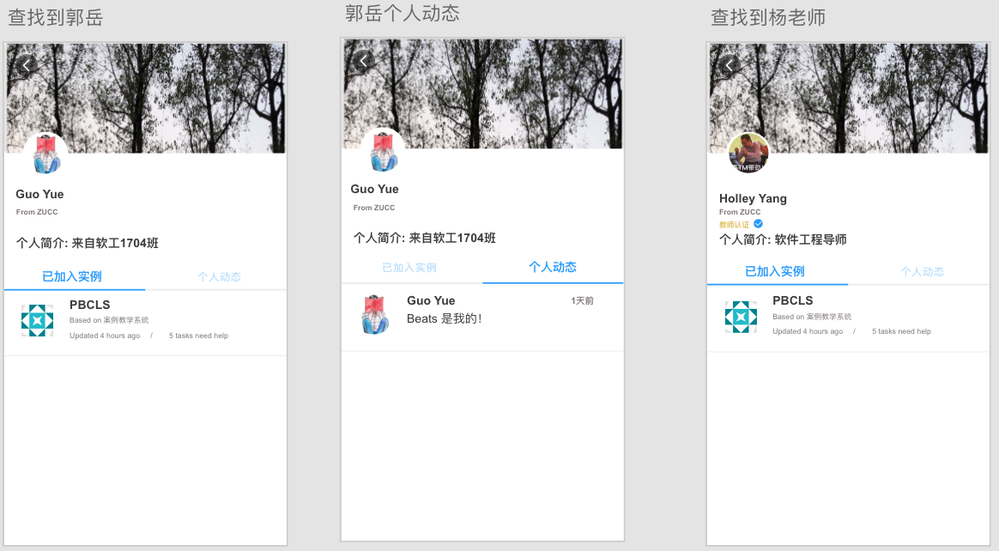 查找到郭岳
Guo Yue
From ZUCC
个人简介: 来自软工1704班
已加入实例 个人动态
PBCLS
Based on 案例教学系统
Updated 4 hours ago / 5 tasks need help
郭岳个人动态
Guo Yue
From ZUCC
个人简介: 来自软工1704班
已加入实例 个人动态
Guo Yue 1天前
Beats 是我的!
查找到杨老师
Holley Yang
From ZUCC
教师认证
个人简介: 软件工程导师
已加入实例 个人动态
PBCLS
Based on 案例教学系统
Updated 4 hours ago / 5 tasks need help